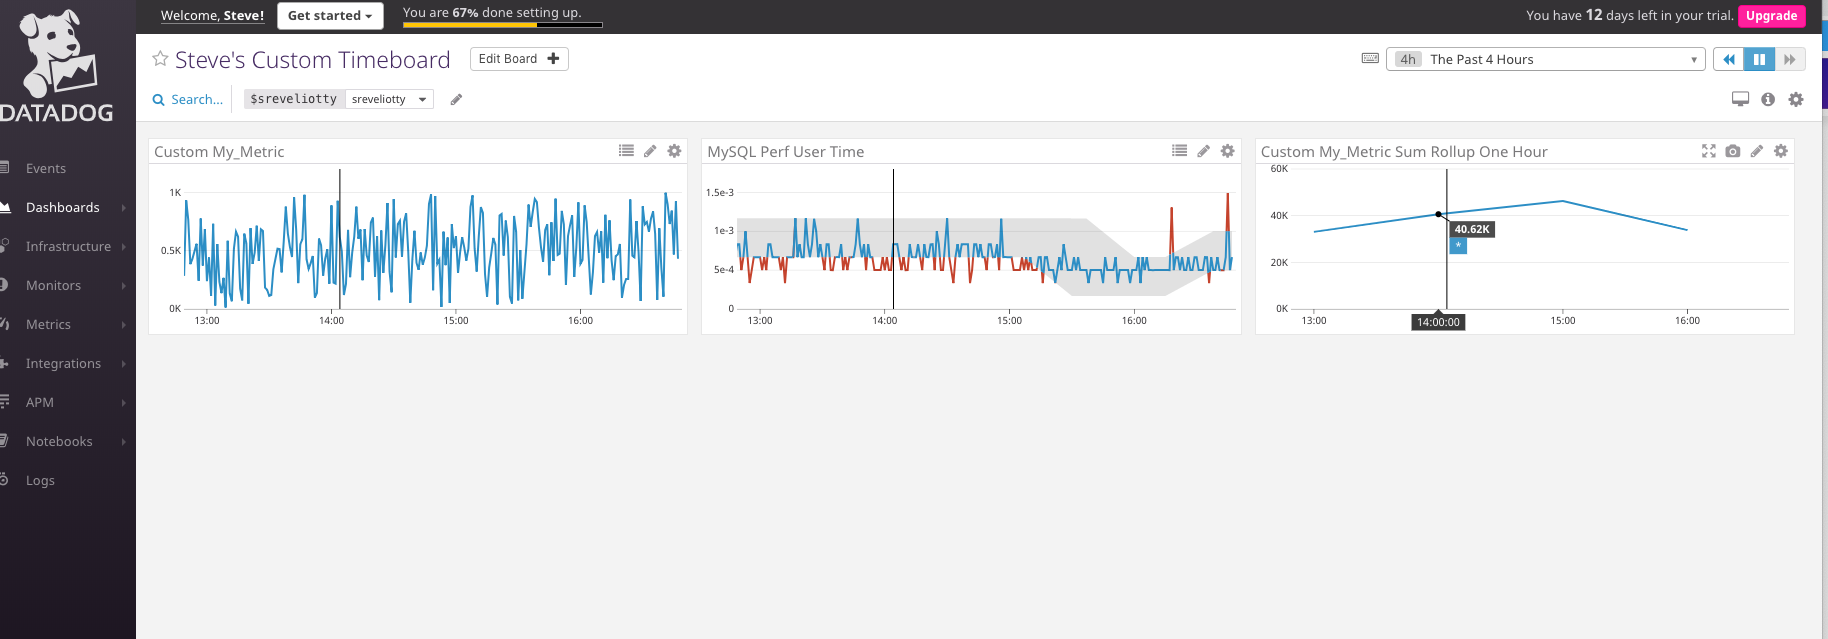 DATADOG
Welcome, Steve!
Get started
You are 67% done setting up.
You have 12 days left in your trial.
Upgrade
Steve's Custom Timeboard
Edit Board
4h The Past 4 Hours
Search...
$sreveliotty sreveliotty
Events
Dashboards
Infrastructure
Monitors
Metrics
Integrations
APM
Notebooks
Logs
Custom My_Metric
1K
0.5K
0K
13:00 14:00 15:00 16:00
MySQL Perf User Time
1.5e-3
1e-3
5e-4
0
13:00 14:00 15:00 16:00
Custom My_Metric Sum Rollup One Hour
60K
40K
20K
0K
40.62K
*
13:00 14:00:00 15:00 16:00